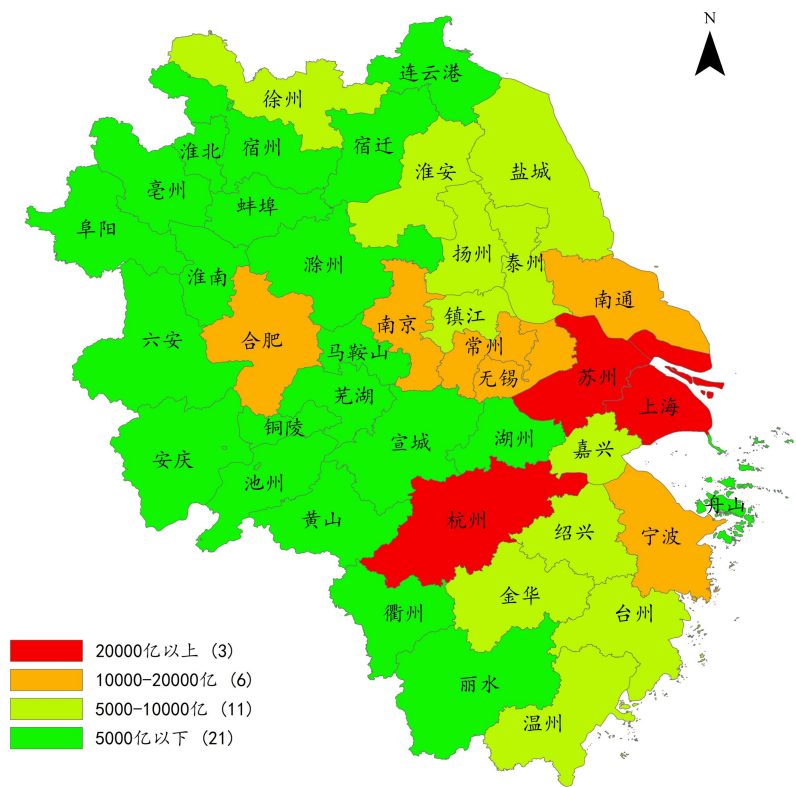 N
连云港
徐州
淮北
宿州
宿迁
淮安
盐城
亳州
蚌埠
阜阳
扬州
泰州
滁州
淮南
南通
南京
镇江
六安
合肥
马鞍山
常州
无锡
苏州
芜湖
上海
铜陵
宣城
湖州
嘉兴
安庆
池州
舟山
黄山
杭州
绍兴
宁波
金华
衢州
台州
丽水
温州
20000亿以上 (3)
10000-20000亿 (6)
5000-10000亿 (11)
5000亿以下 (21)